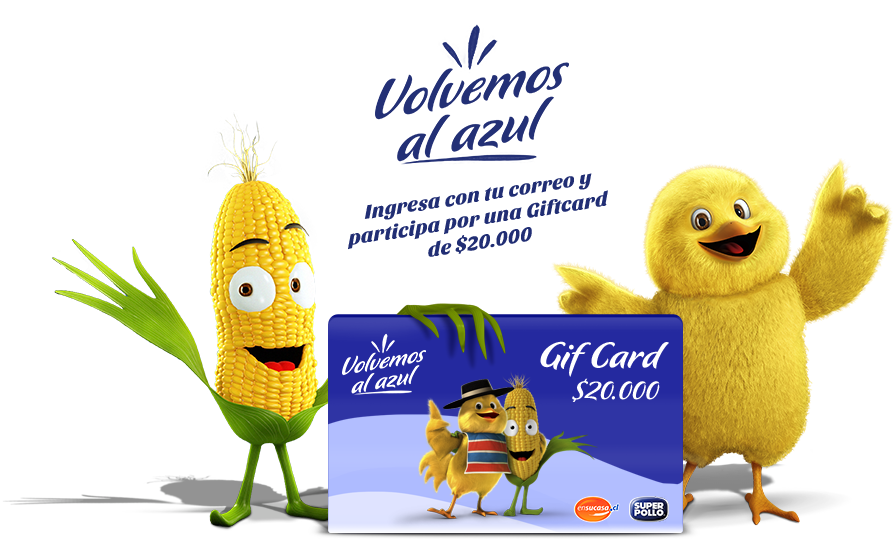 Volvemos
al azul
Ingresa con tu correo y
participa por una Giftcard
de $20.000
Volvemos
al azul
Gif Card
$20.000
ensucasa.cl
SUPER
POLLO